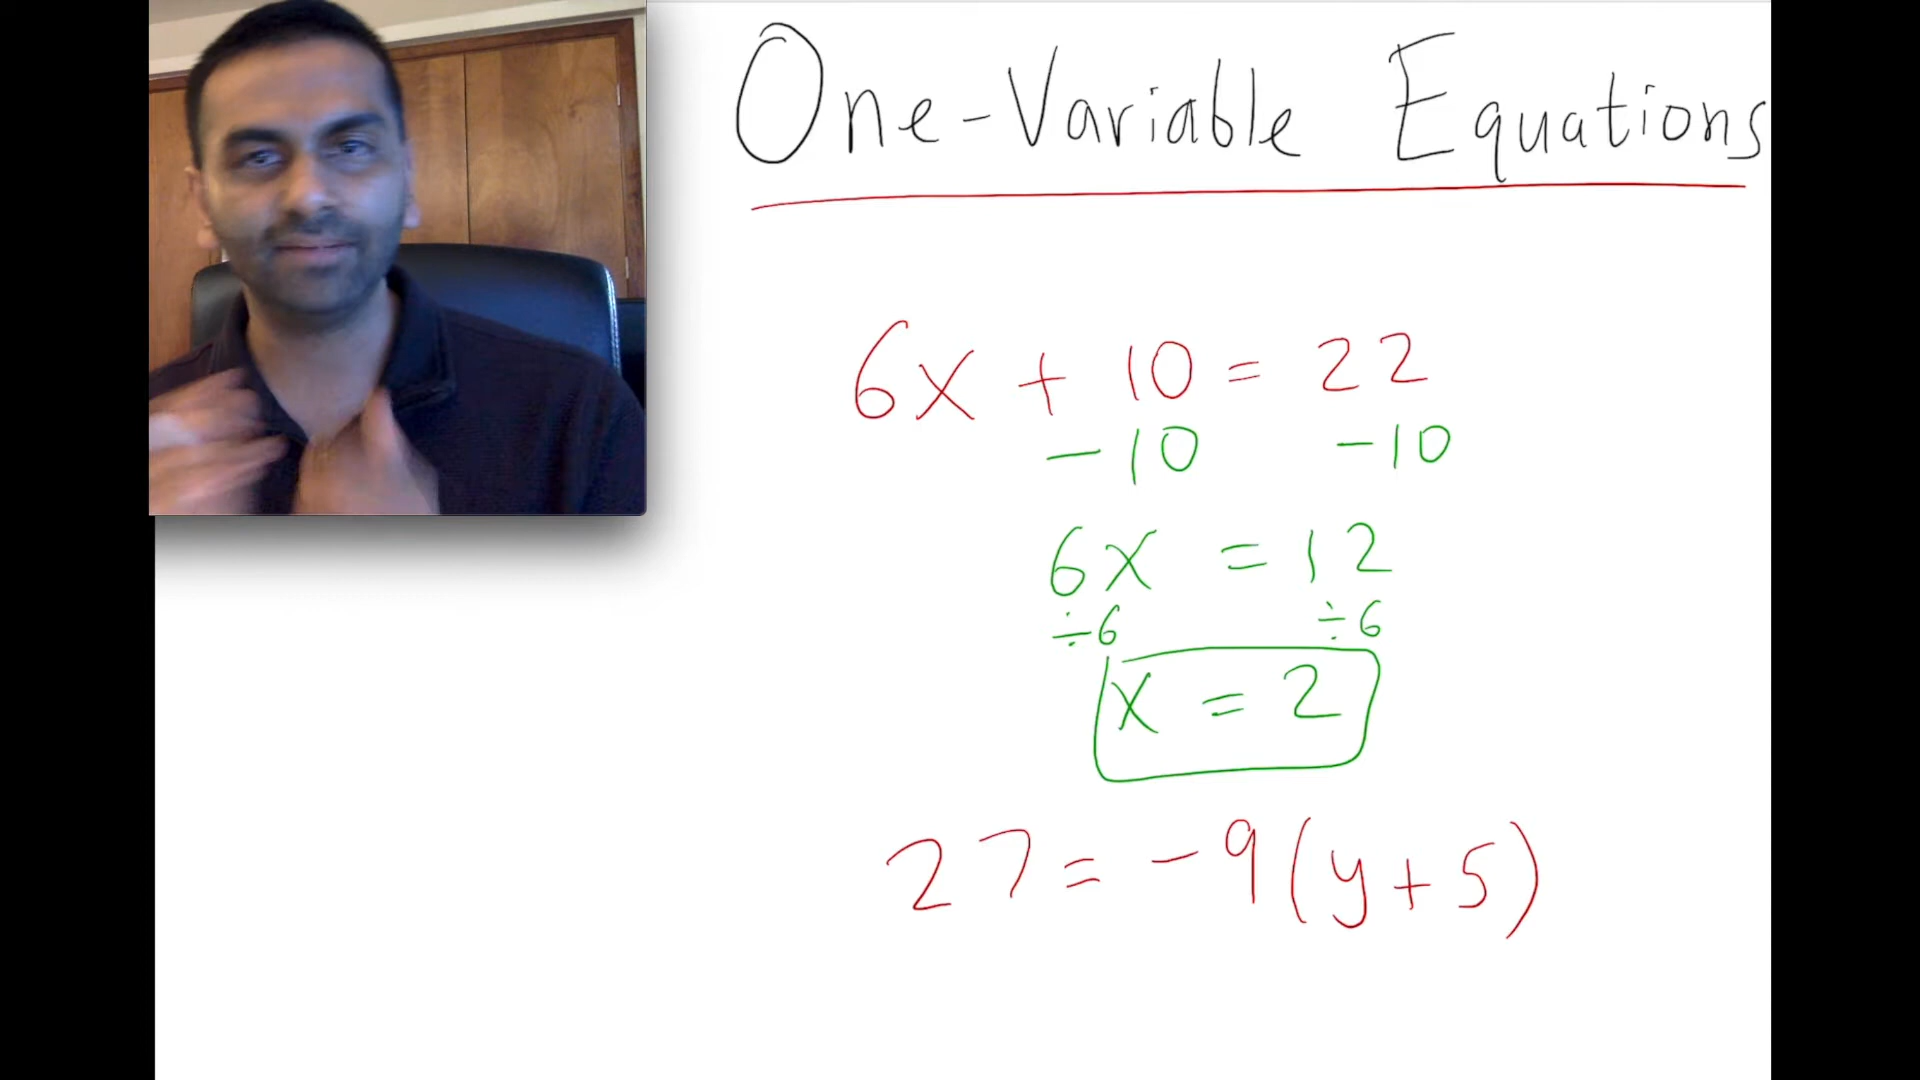 One-Variable Equations
6x + 10 = 22
-10 -10
6x = 12
÷6 ÷6
x = 2
27 = -9(y+5)